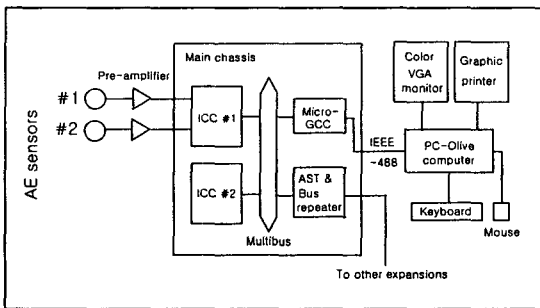 Main chassis
Pre-amplifier
#1
#2
AE sensors
ICC #1
ICC #2
Multibus
Micro-
GCC
AST &
Bus
repeater
IEEE
-488
Color
VGA
monitor
Graphic
printer
PC-Olive
computer
Keyboard
Mouse
To other expansions